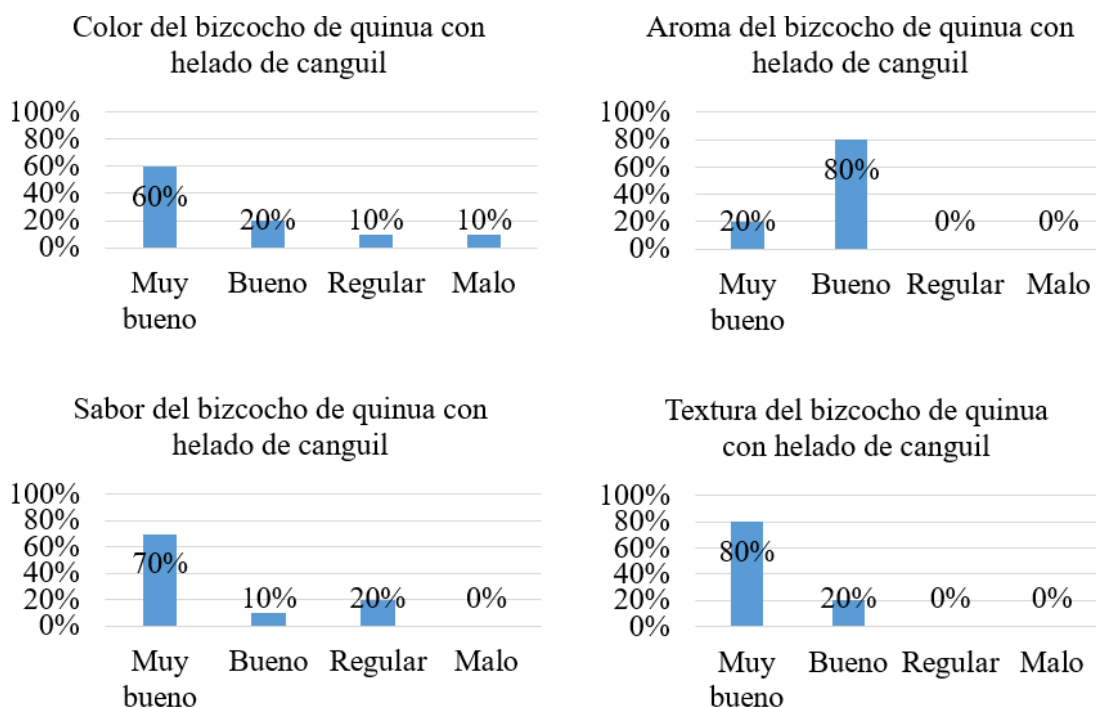 Color del bizcocho de quinua con
helado de canguil
100%
80%
60%
40%
20%
0%
60%
20%
10%
10%
Muy
bueno
Bueno
Regular
Malo
Aroma del bizcocho de quinua con
helado de canguil
100%
80%
60%
40%
20%
0%
20%
80%
0%
0%
Muy
bueno
Bueno
Regular
Malo
Sabor del bizcocho de quinua con
helado de canguil
100%
80%
60%
40%
20%
0%
70%
10%
20%
0%
Muy
bueno
Bueno
Regular
Malo
Textura del bizcocho de quinua
con helado de canguil
100%
80%
60%
40%
20%
0%
80%
20%
0%
0%
Muy
bueno
Bueno
Regular
Malo